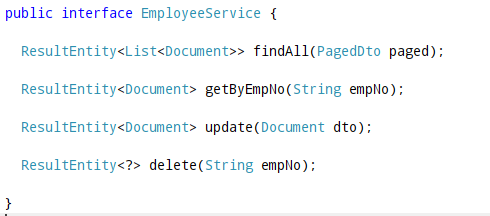 public interface EmployeeService {
ResultEntity<List<Document>> findAll(PagedDto paged);
ResultEntity<Document> getByEmpNo(String empNo);
ResultEntity<Document> update(Document dto);
ResultEntity<?> delete(String empNo);
}